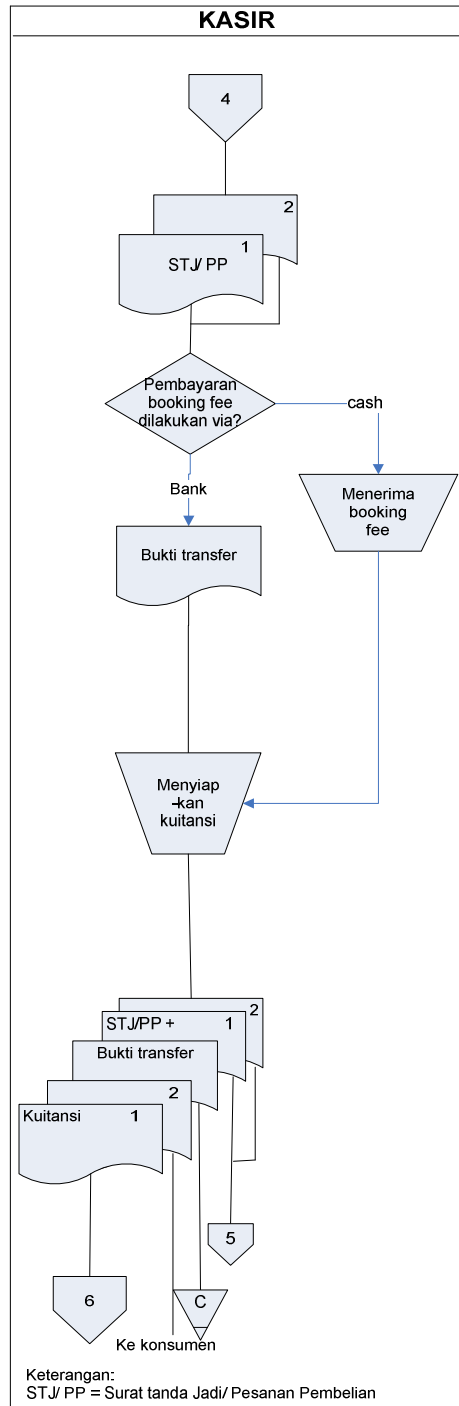 KASIR
4
2
1
STJ/ PP
Pembayaran
booking fee
dilakukan via?
cash
Bank
Menerima
booking
fee
Bukti transfer
Menyiap
-kan
kuitansi
2
STJ/PP + 1
Bukti transfer
2
Kuitansi 1
5
6
C
Ke konsumen
Keterangan:
STJ/ PP = Surat tanda Jadi/ Pesanan Pembelian